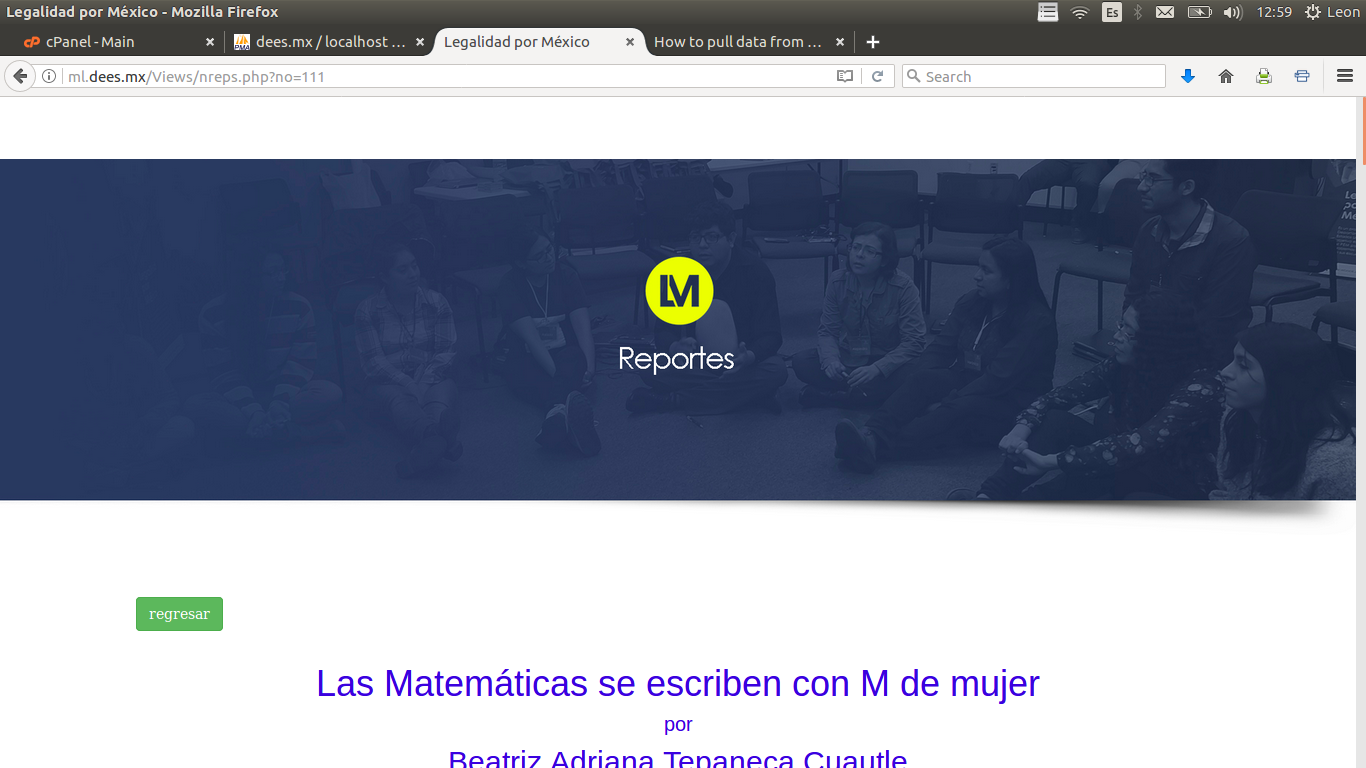 Legalidad por México - Mozilla Firefox
Es
12:59
Leon
cPanel - Main
dees.mx / localhost ...
Legalidad por México
How to pull data from ...
ml.dees.mx/Views/nreps.php?no=111
Search
LM
Reportes
regresar
Las Matemáticas se escriben con M de mujer
por
Beatriz Adriana Tepaneca Cuautle